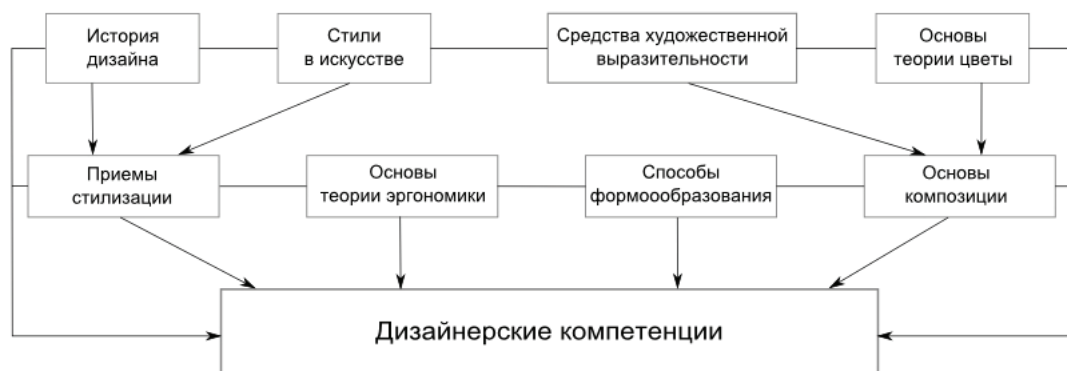 История
дизайна
Стили
в искусстве
Средства художественной
выразительности
Основы
теории цветы
Приемы
стилизации
Основы
теории эргономики
Способы
формоообразования
Основы
композиции
Дизайнерские компетенции